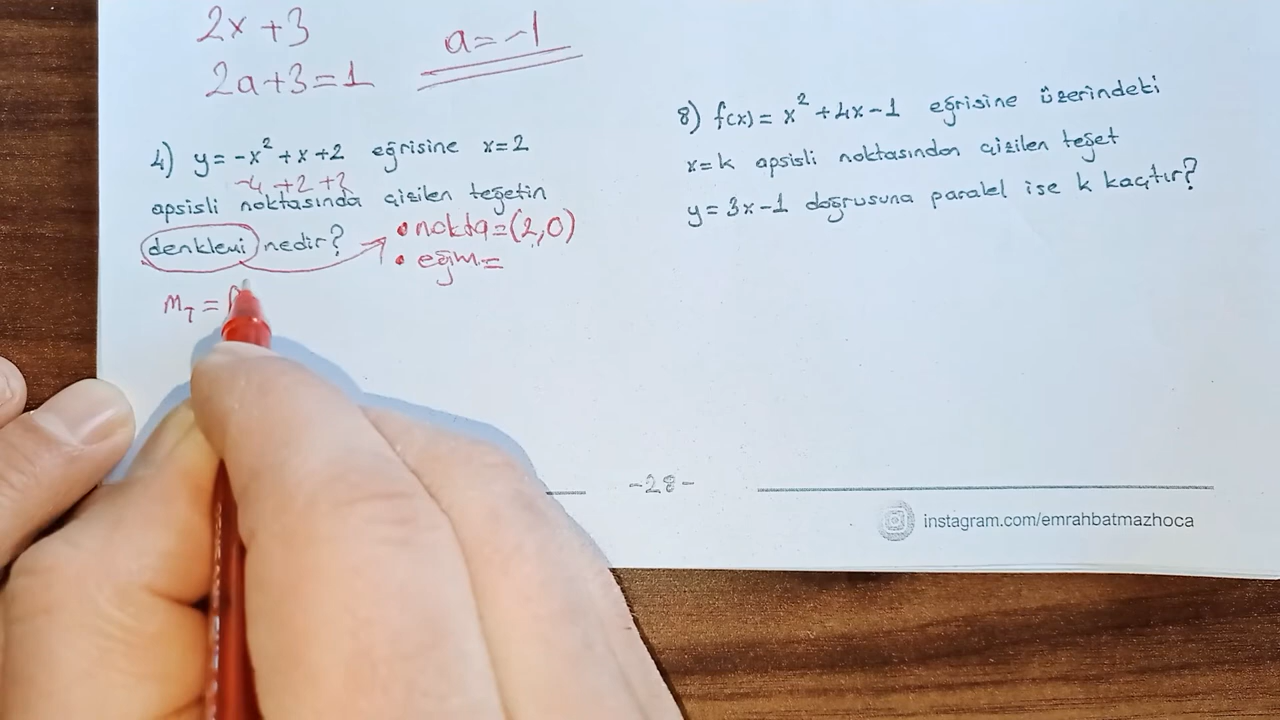 2x+3
2a+3=1
a=-1
4) y=-x²+x+2 eğrisine x=2
-4+2+2
apsisli noktasında çizilen teğetin
denklemi nedir?
• nokta=(2,0)
• eğim=
m_T=
8) f(x)=x²+4x-1 eğrisine üzerindeki
x=k apsisli noktasından çizilen teğet
y=3x-1 doğrusuna paralel ise k kaçtır?
-28-
instagram.com/emrahbatmazhoca